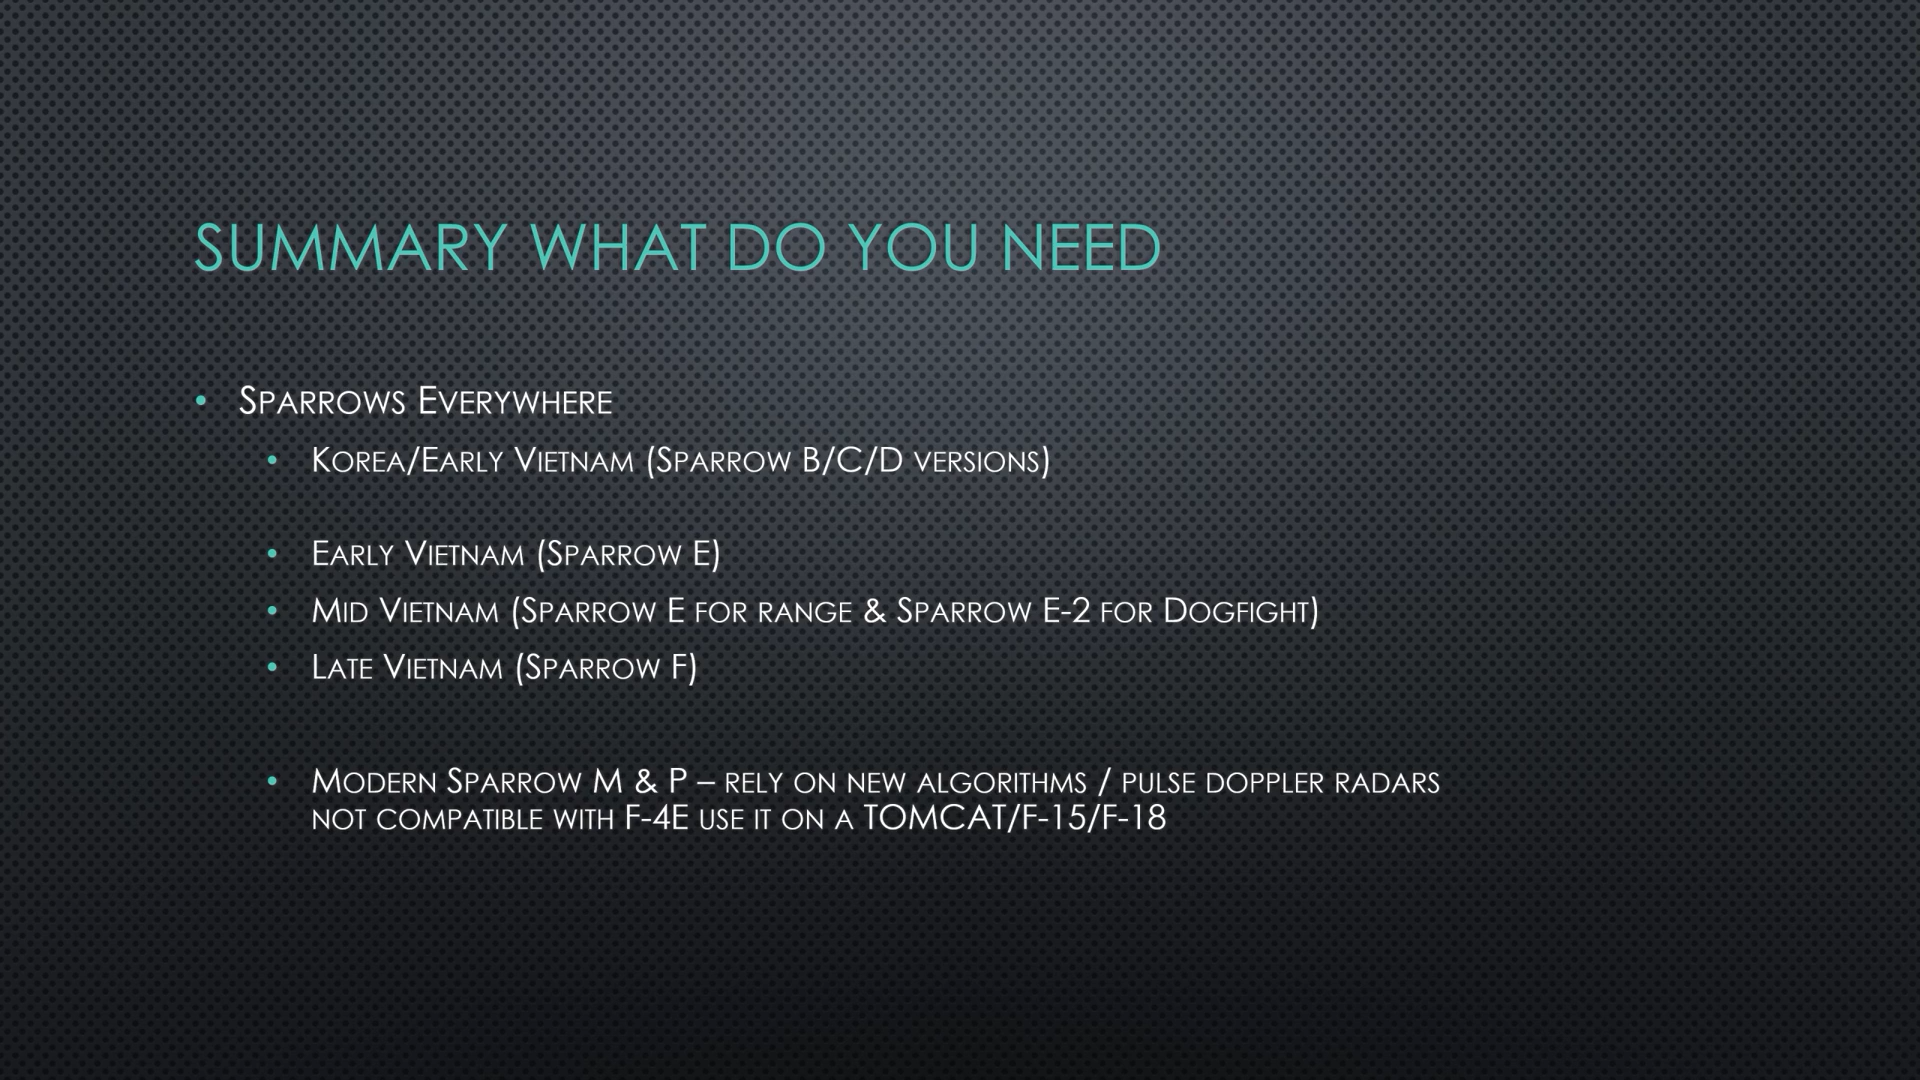 SUMMARY WHAT DO YOU NEED
• Sparrows Everywhere
• Korea/Early Vietnam (Sparrow B/C/D versions)
• Early Vietnam (Sparrow E)
• Mid Vietnam (Sparrow E for range & Sparrow E-2 for Dogfight)
• Late Vietnam (Sparrow F)
• Modern Sparrow M & P – rely on new algorithms / pulse doppler radars
not compatible with F-4E use it on a TOMCAT/F-15/F-18